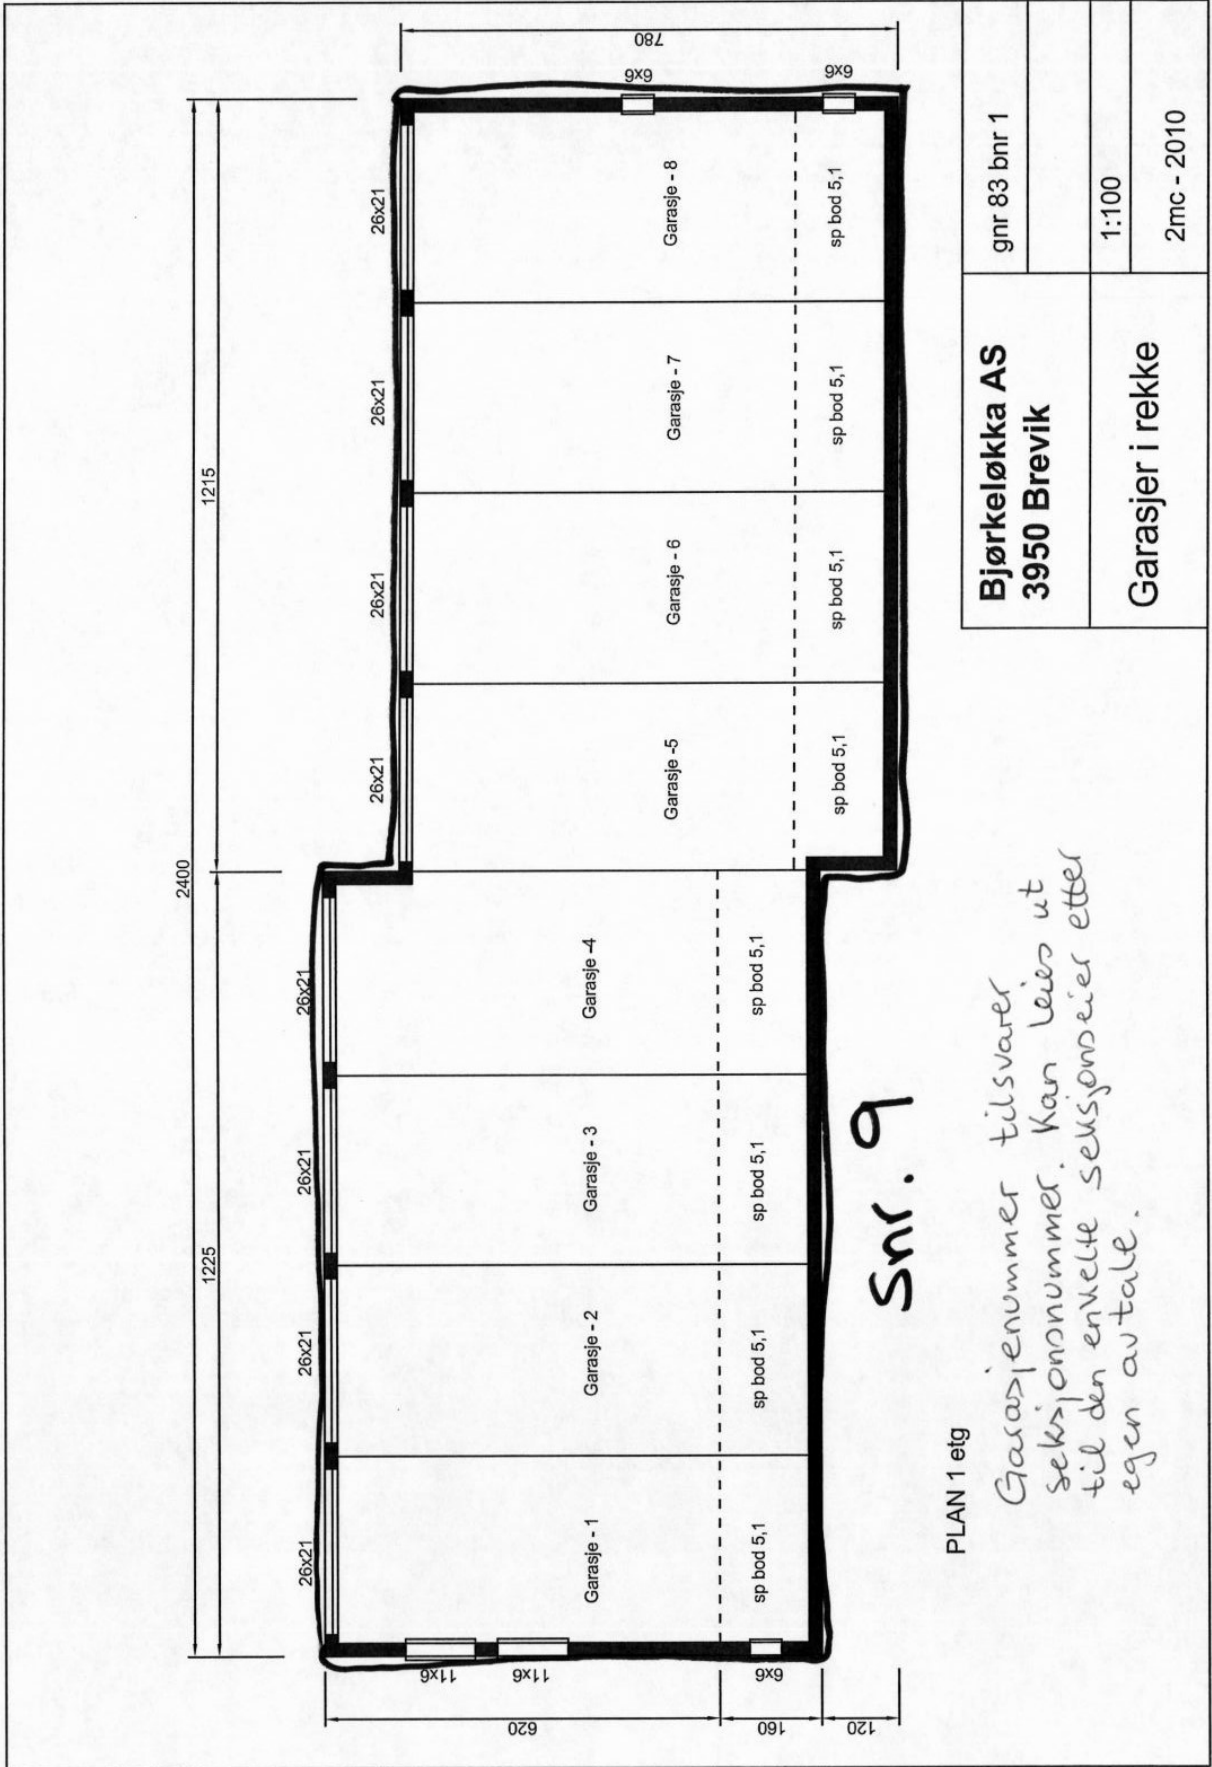 2400
1225
1215
26x21
26x21
26x21
26x21
26x21
26x21
26x21
26x21
780
620
160
120
11x6
11x6
6x6
6x6
6x6
Garasje - 1
Garasje - 2
Garasje - 3
Garasje -4
Garasje -5
Garasje - 6
Garasje - 7
Garasje - 8
sp bod 5,1
sp bod 5,1
sp bod 5,1
sp bod 5,1
sp bod 5,1
sp bod 5,1
sp bod 5,1
sp bod 5,1
Snr. 9
PLAN 1 etg
Garasjenummer tilsvarer
seksjonsnummer. Kan leies ut
til den enkelte seksjonseier etter
egen avtale.
Bjørkeløkka AS
3950 Brevik
gnr 83 bnr 1
Garasjer i rekke
1:100
2mc - 2010